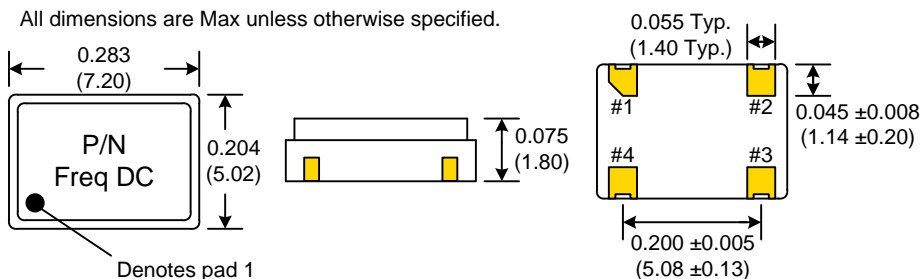 All dimensions are Max unless otherwise specified.
0.283
(7.20)
P/N
Freq DC
0.204
(5.02)
Denotes pad 1
0.075
(1.80)
0.055 Typ.
(1.40 Typ.)
#1
#2
#4
#3
0.045 ±0.008
(1.14 ±0.20)
0.200 ±0.005
(5.08 ±0.13)